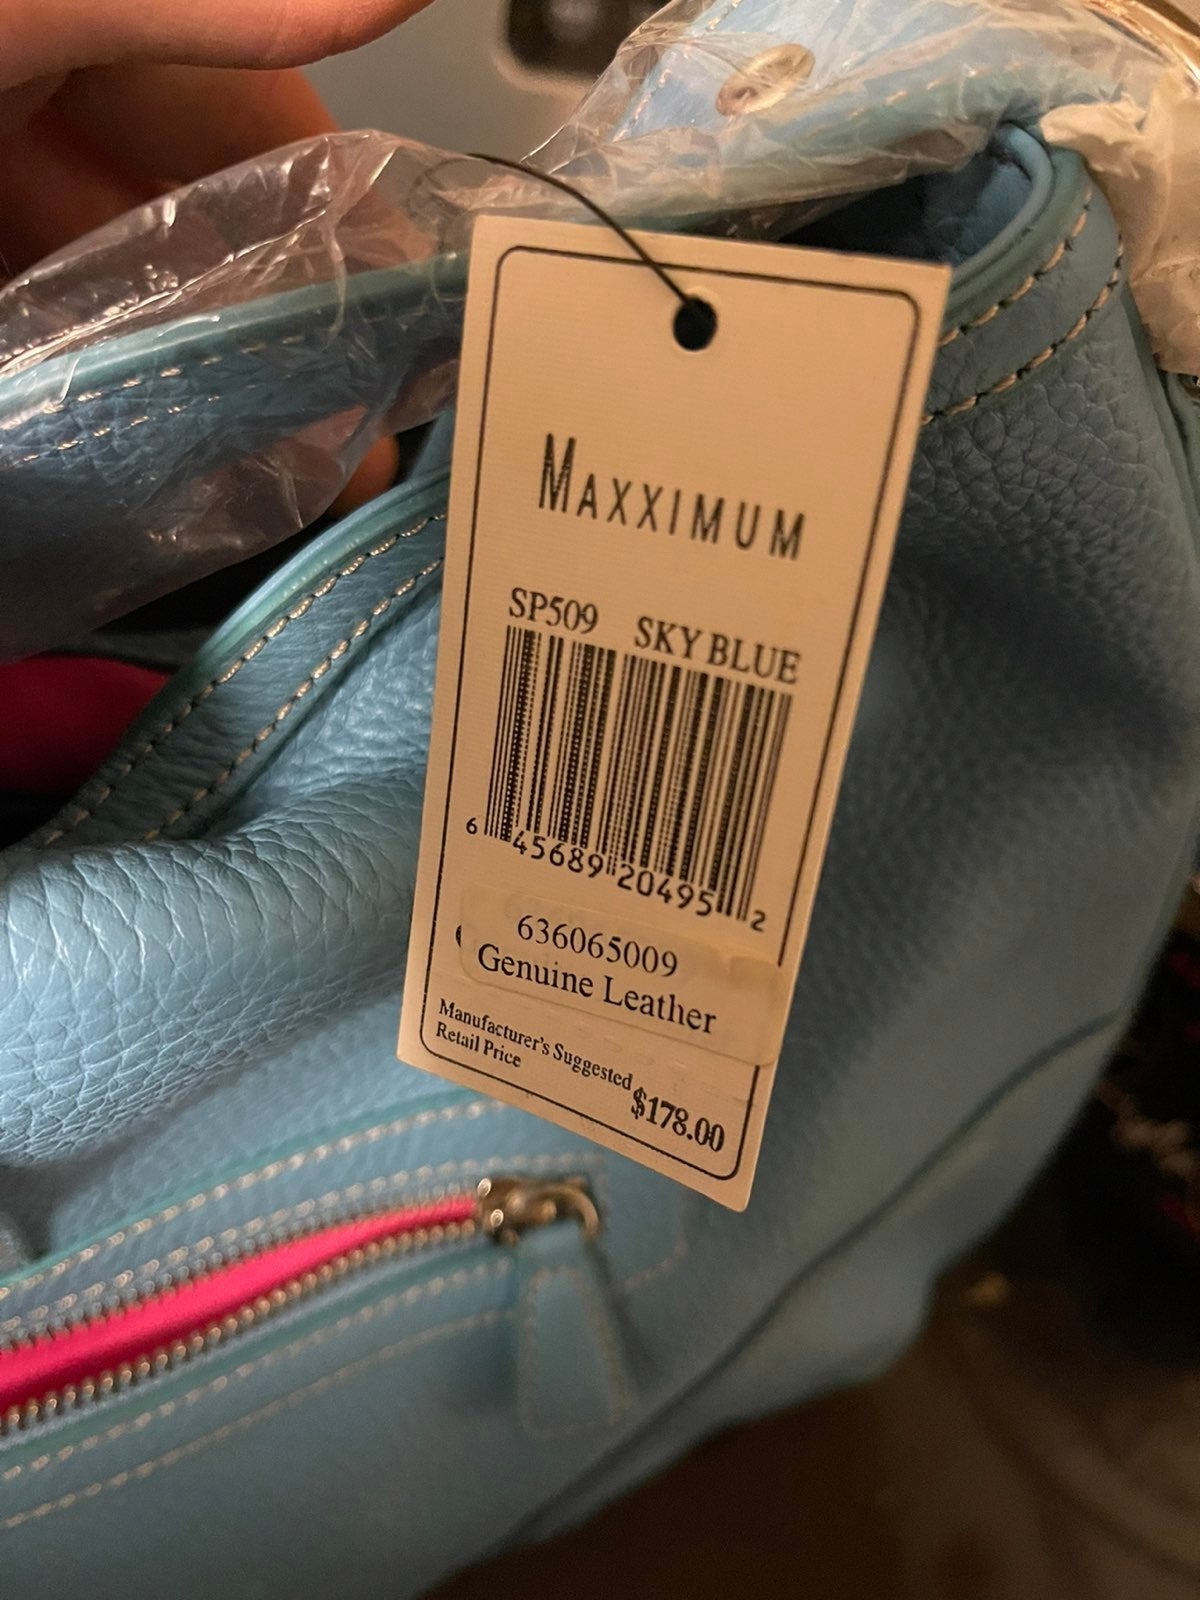 MAXXIMUM
SP509 SKY BLUE
6 45689 20495 2
636065009
Genuine Leather
Manufacturer's Suggested
Retail Price
$178.00